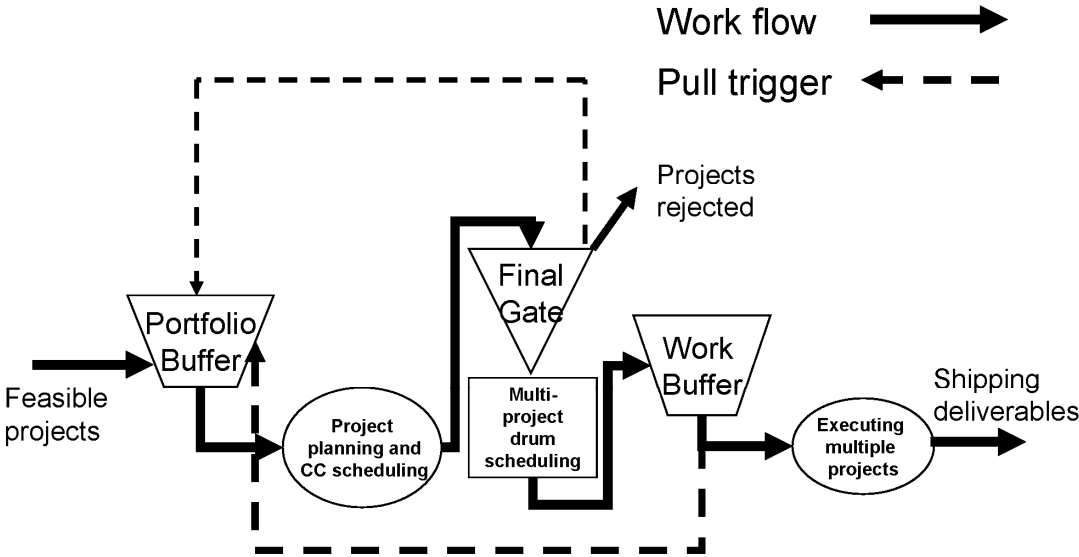 Work flow
Pull trigger
Projects
rejected
Final
Gate
Portfolio
Buffer
Work
Buffer
Feasible
projects
Project
planning and
CC scheduling
Multi-
project
drum
scheduling
Executing
multiple
projects
Shipping
deliverables